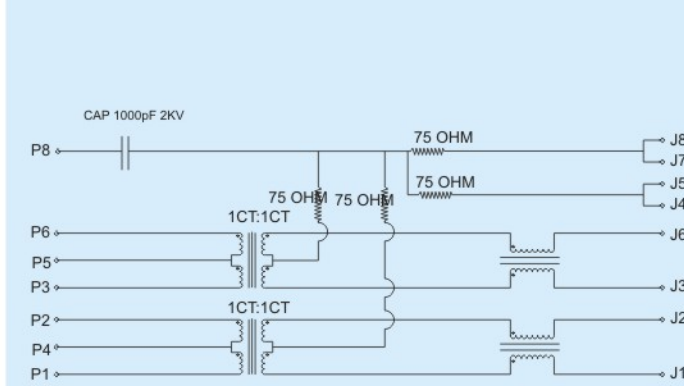 CAP 1000pF 2KV
P8
75 OHM
J8
J7
75 OHM
J5
J4
75 OHM
75 OHM
1CT:1CT
P6
J6
P5
P3
J3
1CT:1CT
P2
J2
P4
P1
J1